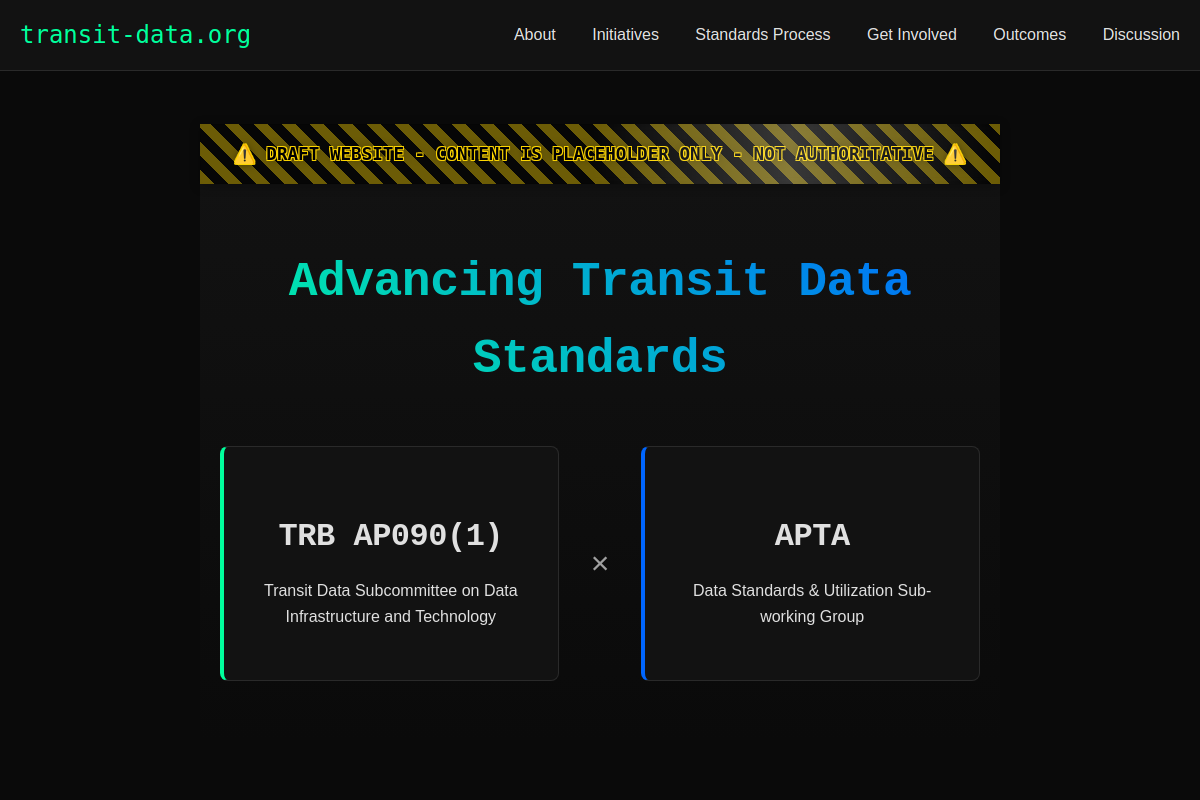 transit-data.org
About Initiatives Standards Process Get Involved Outcomes Discussion
⚠️ DRAFT WEBSITE - CONTENT IS PLACEHOLDER ONLY - NOT AUTHORITATIVE ⚠️
Advancing Transit Data
Standards
TRB AP090(1)
Transit Data Subcommittee on Data
Infrastructure and Technology
×
APTA
Data Standards & Utilization Sub-
working Group